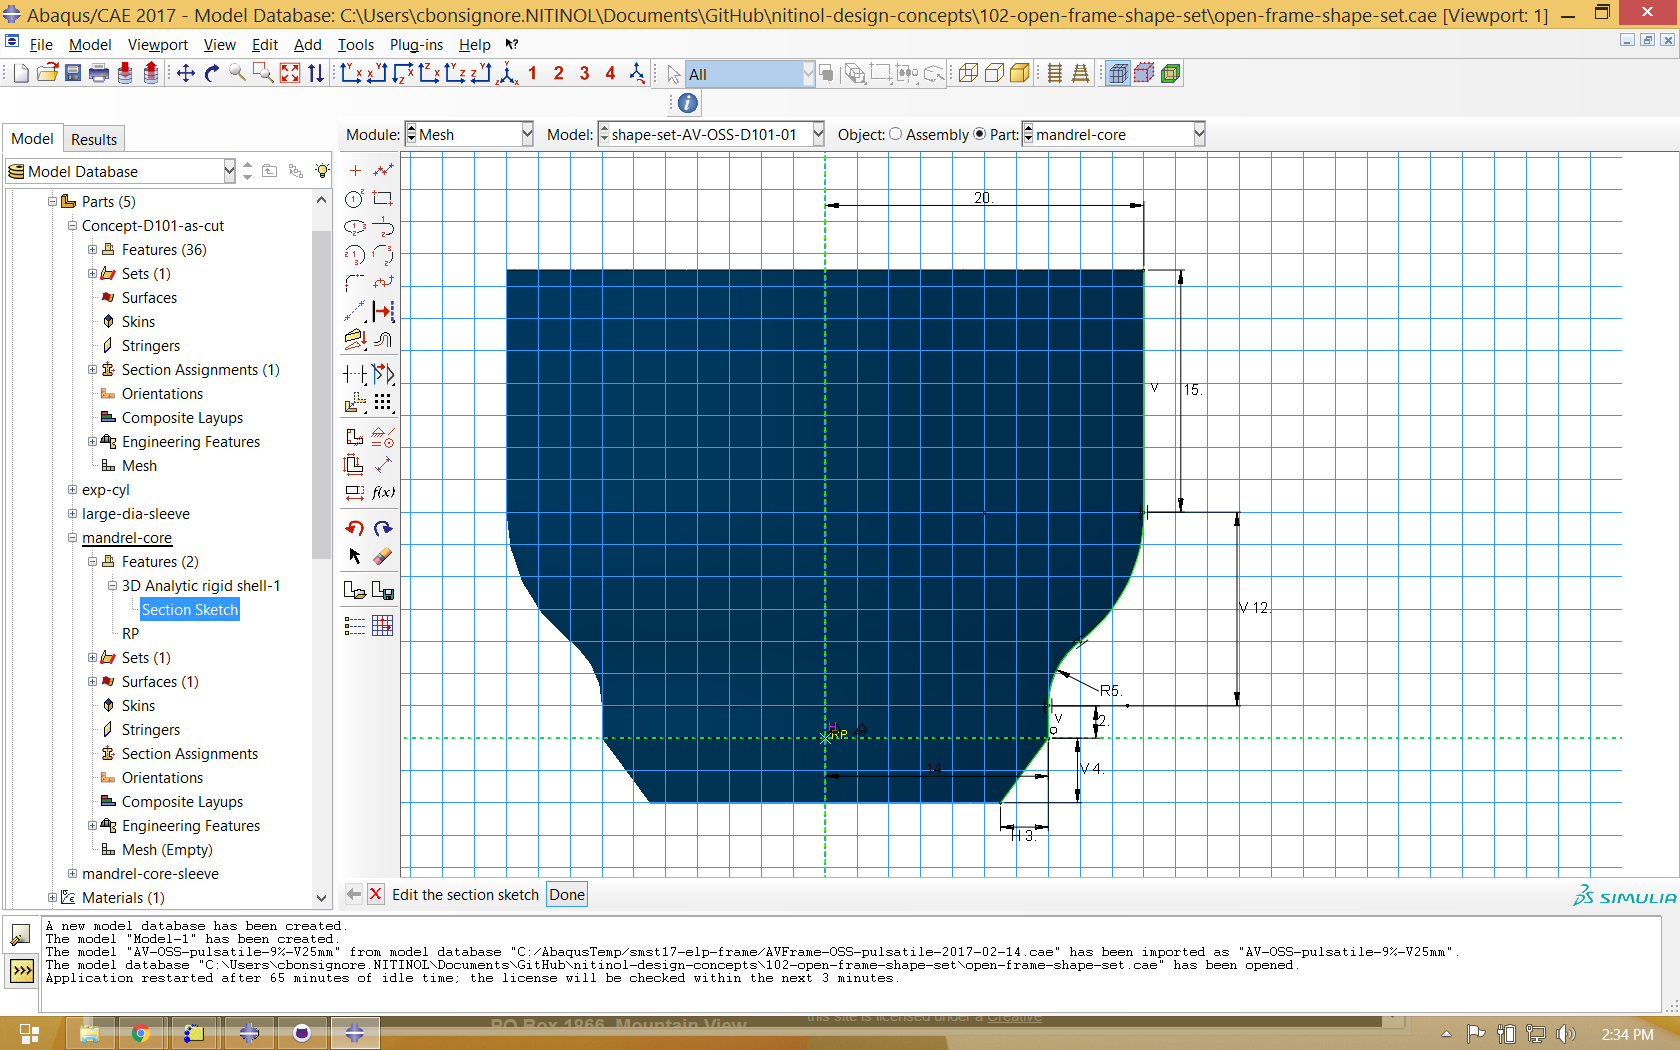 Abaqus/CAE 2017 - Model Database: C:\Users\cbonsignore.NITINOL\Documents\GitHub\nitinol-design-concepts\102-open-frame-shape-set\open-frame-shape-set.cae [Viewport: 1]
File Model Viewport View Edit Add Tools Plug-ins Help
1 2 3 4 All
Model Results
Module: Mesh Model: shape-set-AV-OSS-D101-01 Object: Assembly Part: mandrel-core
Model Database
Parts (5)
Concept-D101-as-cut
Features (36)
Sets (1)
Surfaces
Skins
Stringers
Section Assignments (1)
Orientations
Composite Layups
Engineering Features
Mesh
exp-cyl
large-dia-sleeve
mandrel-core
Features (2)
3D Analytic rigid shell-1
Section Sketch
RP
Sets (1)
Surfaces (1)
Skins
Stringers
Section Assignments
Orientations
Composite Layups
Engineering Features
Mesh (Empty)
mandrel-core-sleeve
Materials (1)
f(x)
20.
V
15.
V 12.
R5.
V
2.
H
RP
14.
V 4.
H 3.
Edit the section sketch Done
SIMULIA
A new model database has been created.
The model "Model-1" has been created.
The model "AV-OSS-pulsatile-9%-V25mm" from model database "C:/AbaqusTemp/smst17-elp-frame/AVFrame-OSS-pulsatile-2017-02-14.cae" has been imported as "AV-OSS-pulsatile-9%-V25mm".
The model database "C:\Users\cbonsignore.NITINOL\Documents\GitHub\nitinol-design-concepts\102-open-frame-shape-set\open-frame-shape-set.cae" has been opened.
Application restarted after 65 minutes of idle time; the license will be checked within the next 3 minutes.
>>>
PO Box 1866, Mountain View
this site is licensed under a Creative
2:34 PM